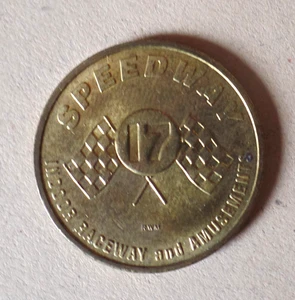 SPEEDWAY
17
INDOOR RACEWAY and AMUSEMENTS